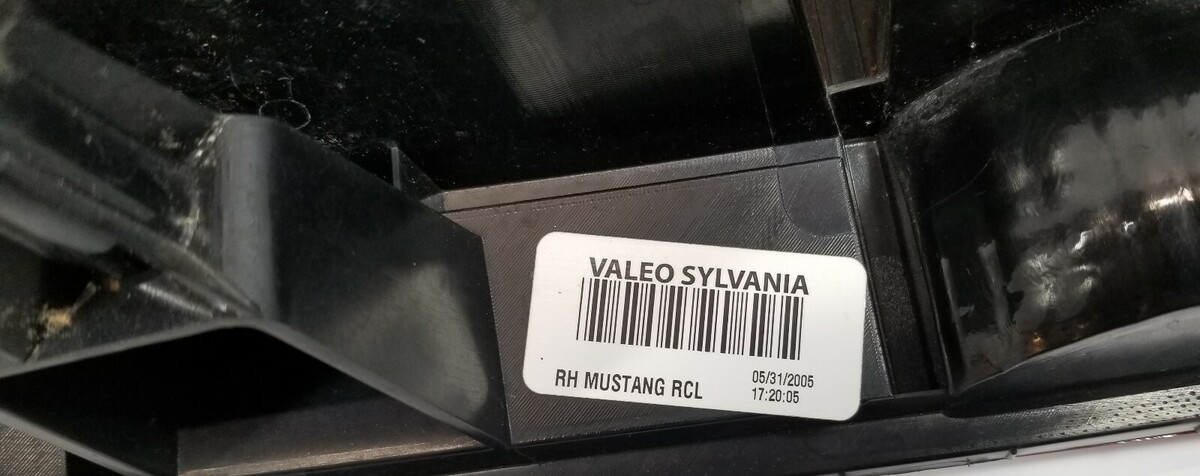 VALEO SYLVANIA
RH MUSTANG RCL
05/31/2005
17:20:05